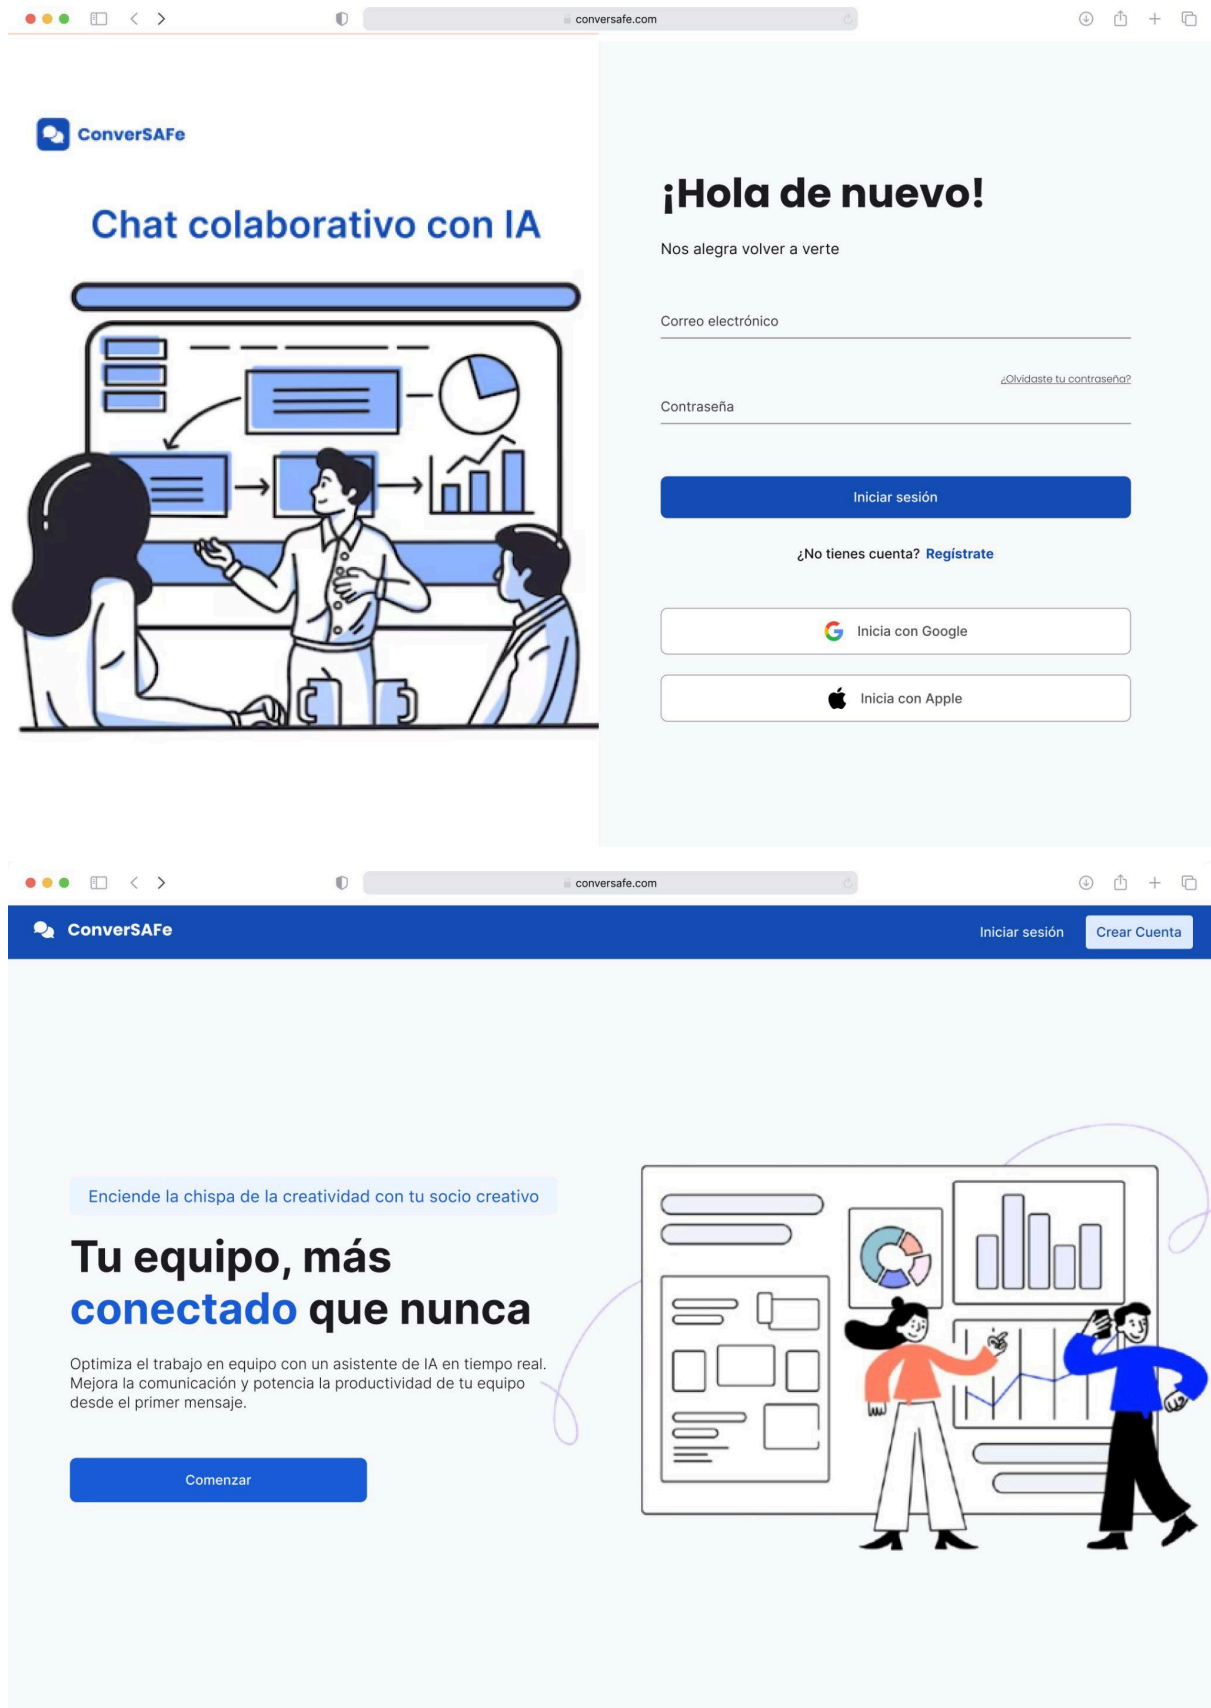 conversafe.com
ConverSAFe
Chat colaborativo con IA
¡Hola de nuevo!
Nos alegra volver a verte
Correo electrónico
¿Olvidaste tu contraseña?
Contraseña
Iniciar sesión
¿No tienes cuenta? Regístrate
Inicia con Google
Inicia con Apple
conversafe.com
ConverSAFe
Iniciar sesión
Crear Cuenta
Enciende la chispa de la creatividad con tu socio creativo
Tu equipo, más
conectado que nunca
Optimiza el trabajo en equipo con un asistente de IA en tiempo real.
Mejora la comunicación y potencia la productividad de tu equipo
desde el primer mensaje.
Comenzar